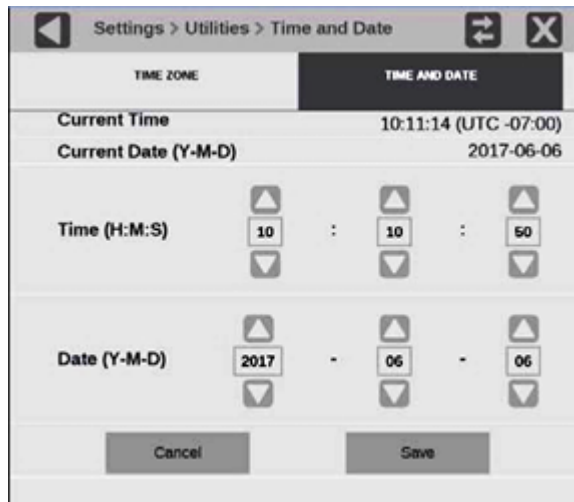 Settings > Utilities > Time and Date
TIME ZONE TIME AND DATE
Current Time 10:11:14 (UTC -07:00)
Current Date (Y-M-D) 2017-06-06
Time (H:M:S) 10 : 10 : 50
Date (Y-M-D) 2017 - 06 - 06
Cancel Save